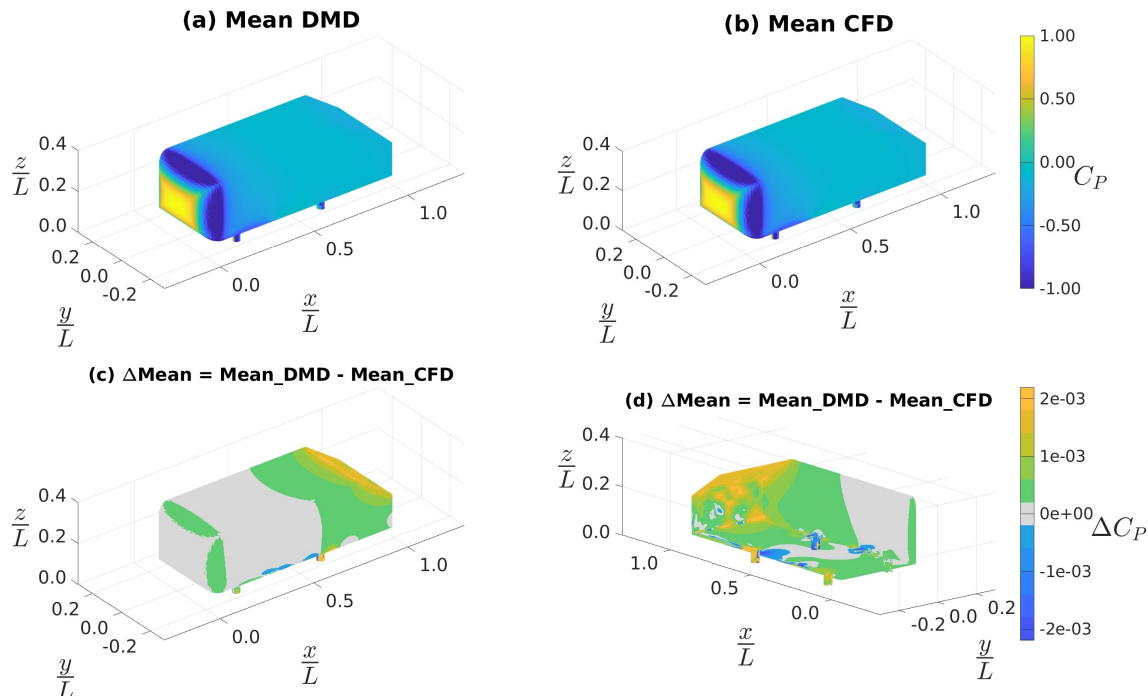 (a) Mean DMD
(b) Mean CFD
0.4
0.2
0.0
z
L
0.2
0.0
-0.2
y
L
0.0
0.5
1.0
x
L
0.4
0.2
0.0
z
L
0.2
0.0
-0.2
y
L
0.0
0.5
1.0
x
L
1.00
0.50
0.00
-0.50
-1.00
C_P
(c) ΔMean = Mean_DMD - Mean_CFD
(d) ΔMean = Mean_DMD - Mean_CFD
0.4
0.2
0.0
z
L
0.2
0.0
-0.2
y
L
0.0
0.5
1.0
x
L
0.4
0.2
0.0
z
L
1.0
0.5
0.0
x
L
-0.2
0.0
0.2
y
L
2e-03
1e-03
0e+00
-1e-03
-2e-03
ΔC_P